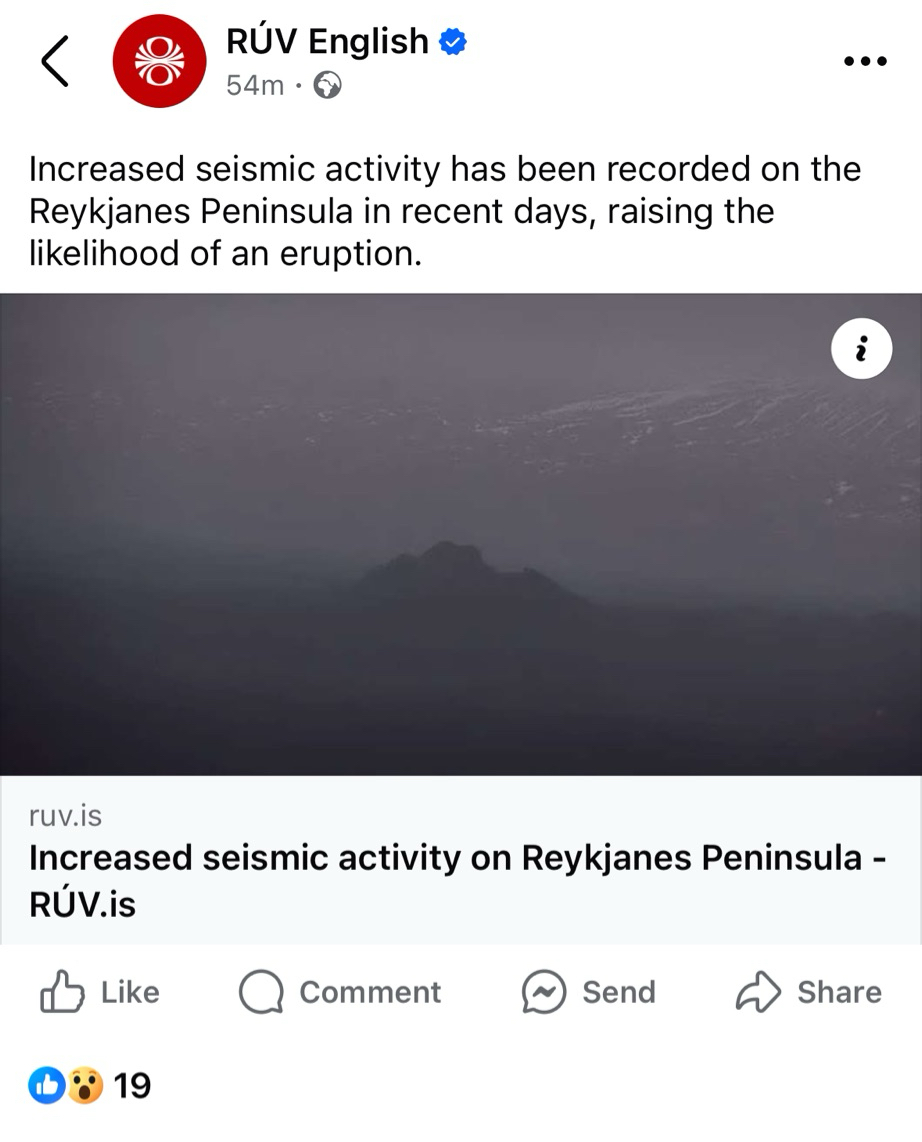 RÚV English
54m ·
Increased seismic activity has been recorded on the
Reykjanes Peninsula in recent days, raising the
likelihood of an eruption.
i
ruv.is
Increased seismic activity on Reykjanes Peninsula -
RÚV.is
Like Comment Send Share
19